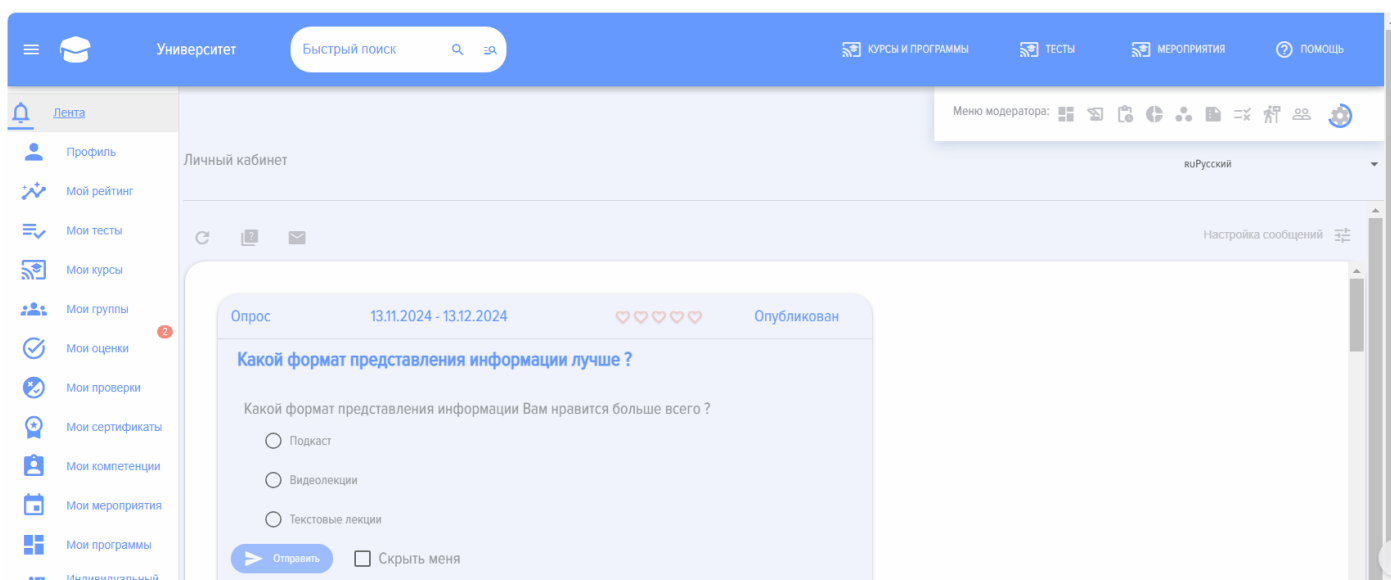 Университет
Быстрый поиск
КУРСЫ И ПРОГРАММЫ
ТЕСТЫ
МЕРОПРИЯТИЯ
ПОМОЩЬ
Меню модератора:
Лента
Профиль
Мой рейтинг
Мои тесты
Мои курсы
Мои группы
2
Мои оценки
Мои проверки
Мои сертификаты
Мои компетенции
Мои мероприятия
Мои программы
Индивидуальный
Личный кабинет
RUРусский
Настройка сообщений
Опрос 13.11.2024 - 13.12.2024 Опубликован
Какой формат представления информации лучше ?
Какой формат представления информации Вам нравится больше всего ?
Подкаст
Видеолекции
Текстовые лекции
Отправить Скрыть меня